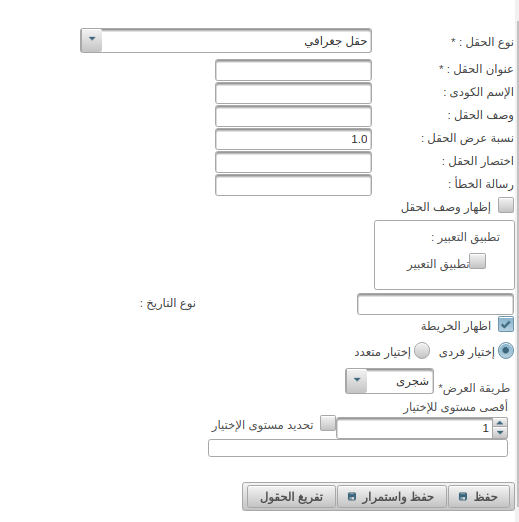 نوع الحقل : * حقل جغرافي
عنوان الحقل : *
الإسم الكودى :
وصف الحقل :
نسبة عرض الحقل : 1.0
اختصار الحقل :
رسالة الخطأ :
إظهار وصف الحقل
تطبيق التعبير :
تطبيق التعبير
نوع التاريخ :
اظهار الخريطة
إختيار فردى إختيار متعدد
طريقة العرض* شجرى
أقصى مستوى للإختيار
1 تحديد مستوى الإختيار
حفظ حفظ واستمرار تفريغ الحقول